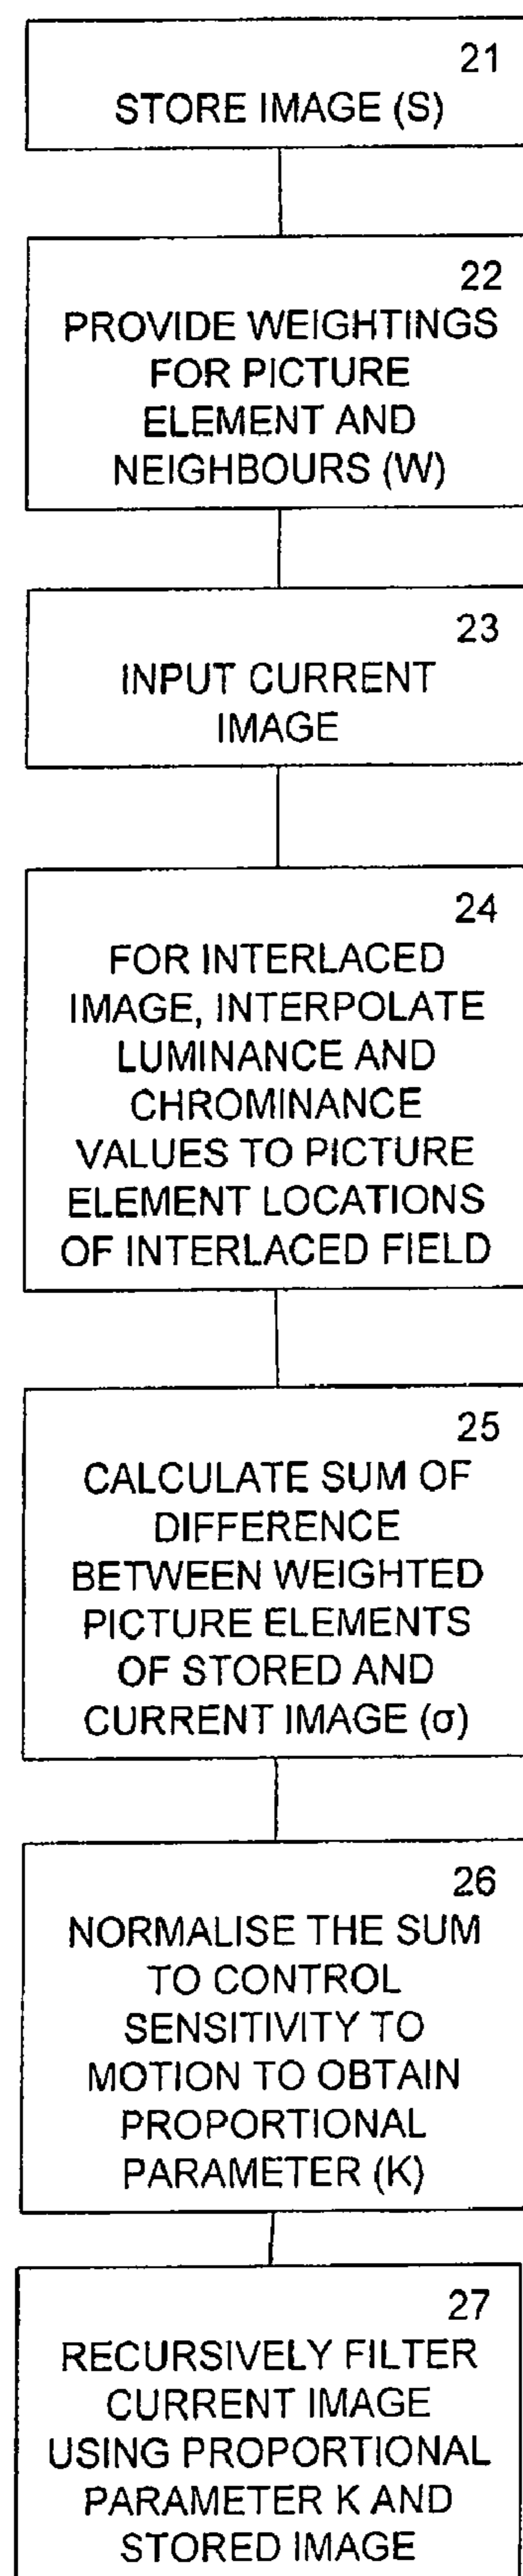 21
STORE IMAGE (S)
22
PROVIDE WEIGHTINGS
FOR PICTURE
ELEMENT AND
NEIGHBOURS (W)
23
INPUT CURRENT
IMAGE
24
FOR INTERLACED
IMAGE, INTERPOLATE
LUMINANCE AND
CHROMINANCE
VALUES TO PICTURE
ELEMENT LOCATIONS
OF INTERLACED FIELD
25
CALCULATE SUM OF
DIFFERENCE
BETWEEN WEIGHTED
PICTURE ELEMENTS
OF STORED AND
CURRENT IMAGE (σ)
26
NORMALISE THE SUM
TO CONTROL
SENSITIVITY TO
MOTION TO OBTAIN
PROPORTIONAL
PARAMETER (K)
27
RECURSIVELY FILTER
CURRENT IMAGE
USING PROPORTIONAL
PARAMETER K AND
STORED IMAGE